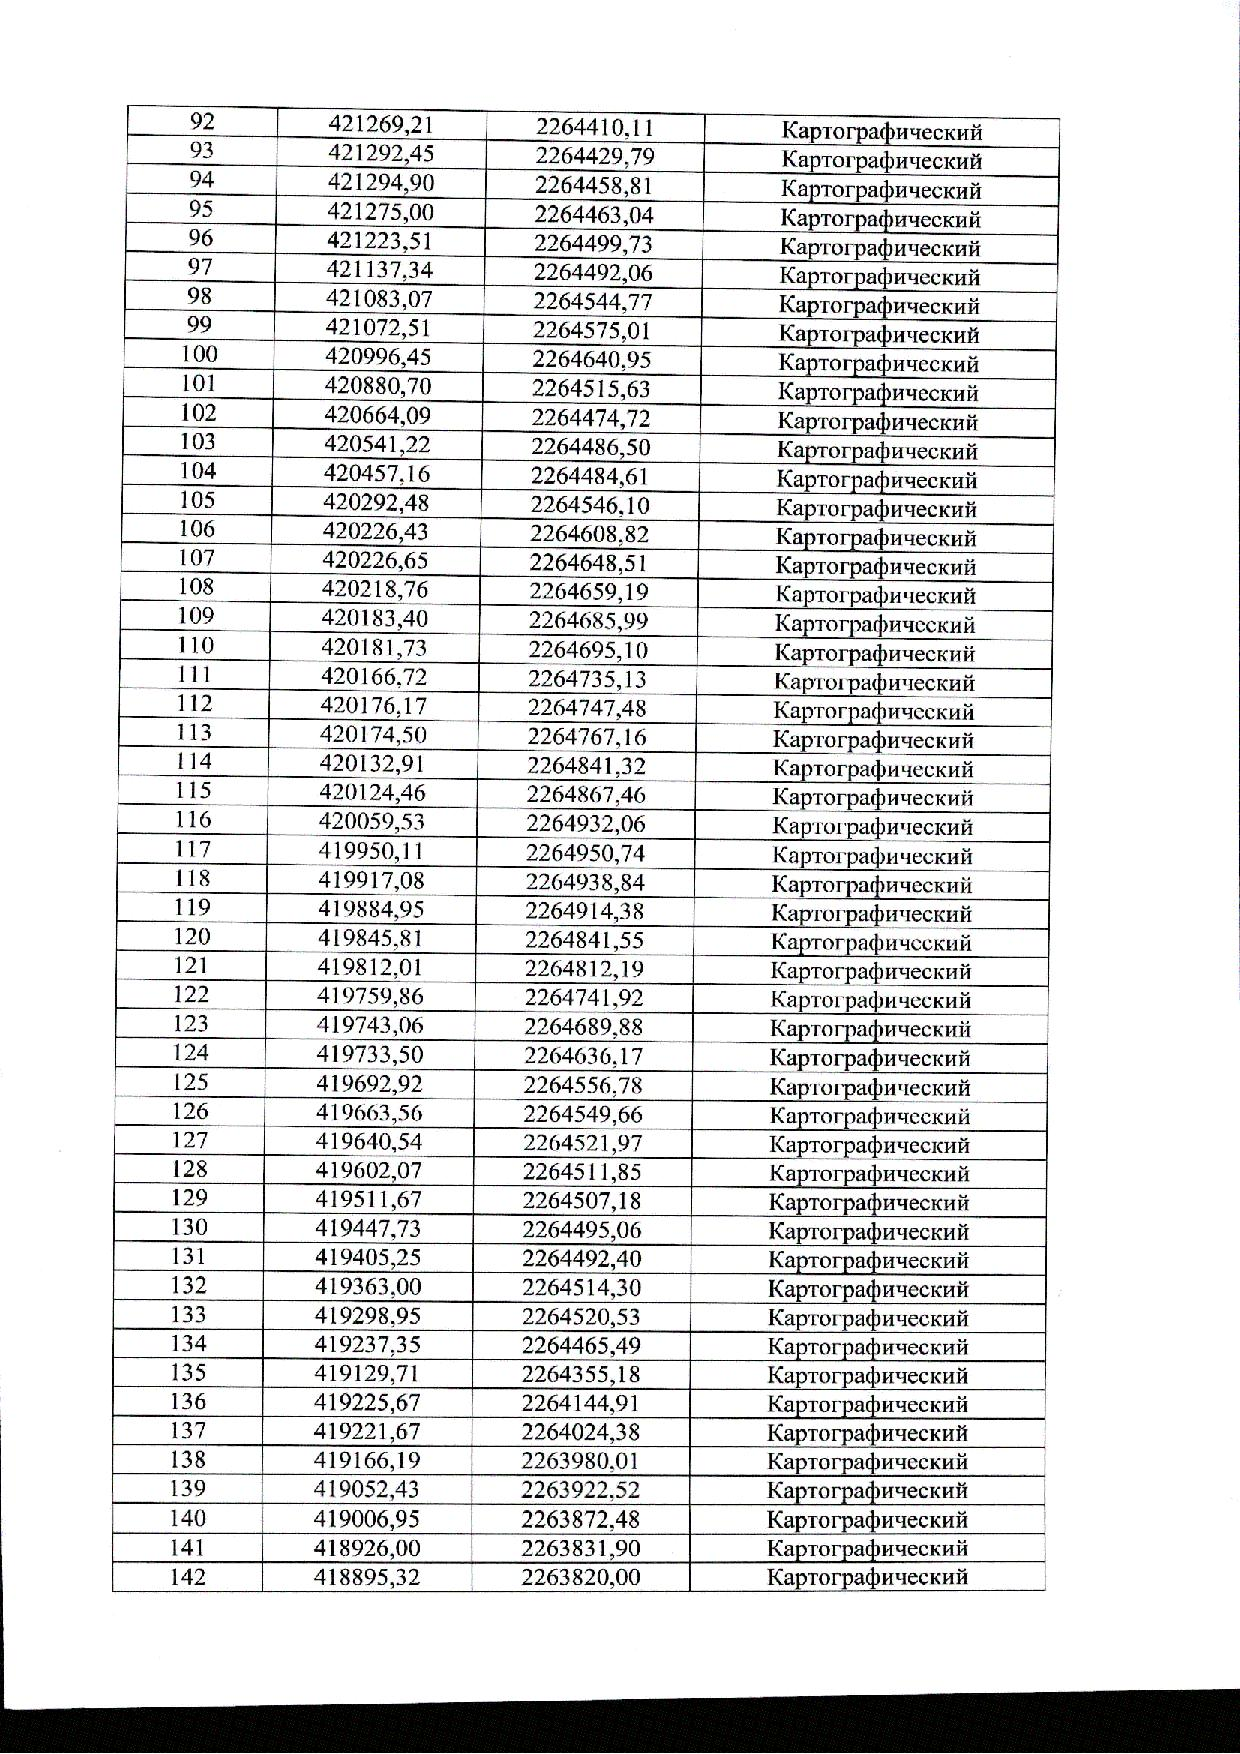 92 421269,21 2264410,11 Картографический
93 421292,45 2264429,79 Картографический
94 421294,90 2264458,81 Картографический
95 421275,00 2264463,04 Картографический
96 421223,51 2264499,73 Картографический
97 421137,34 2264492,06 Картографический
98 421083,07 2264544,77 Картографический
99 421072,51 2264575,01 Картографический
100 420996,45 2264640,95 Картографический
101 420880,70 2264515,63 Картографический
102 420664,09 2264474,72 Картографический
103 420541,22 2264486,50 Картографический
104 420457,16 2264484,61 Картографический
105 420292,48 2264546,10 Картографический
106 420226,43 2264608,82 Картографический
107 420226,65 2264648,51 Картографический
108 420218,76 2264659,19 Картографический
109 420183,40 2264685,99 Картографический
110 420181,73 2264695,10 Картографический
111 420166,72 2264735,13 Картографический
112 420176,17 2264747,48 Картографический
113 420174,50 2264767,16 Картографический
114 420132,91 2264841,32 Картографический
115 420124,46 2264867,46 Картографический
116 420059,53 2264932,06 Картографический
117 419950,11 2264950,74 Картографический
118 419917,08 2264938,84 Картографический
119 419884,95 2264914,38 Картографический
120 419845,81 2264841,55 Картографический
121 419812,01 2264812,19 Картографический
122 419759,86 2264741,92 Картографический
123 419743,06 2264689,88 Картографический
124 419733,50 2264636,17 Картографический
125 419692,92 2264556,78 Картографический
126 419663,56 2264549,66 Картографический
127 419640,54 2264521,97 Картографический
128 419602,07 2264511,85 Картографический
129 419511,67 2264507,18 Картографический
130 419447,73 2264495,06 Картографический
131 419405,25 2264492,40 Картографический
132 419363,00 2264514,30 Картографический
133 419298,95 2264520,53 Картографический
134 419237,35 2264465,49 Картографический
135 419129,71 2264355,18 Картографический
136 419225,67 2264144,91 Картографический
137 419221,67 2264024,38 Картографический
138 419166,19 2263980,01 Картографический
139 419052,43 2263922,52 Картографический
140 419006,95 2263872,48 Картографический
141 418926,00 2263831,90 Картографический
142 418895,32 2263820,00 Картографический